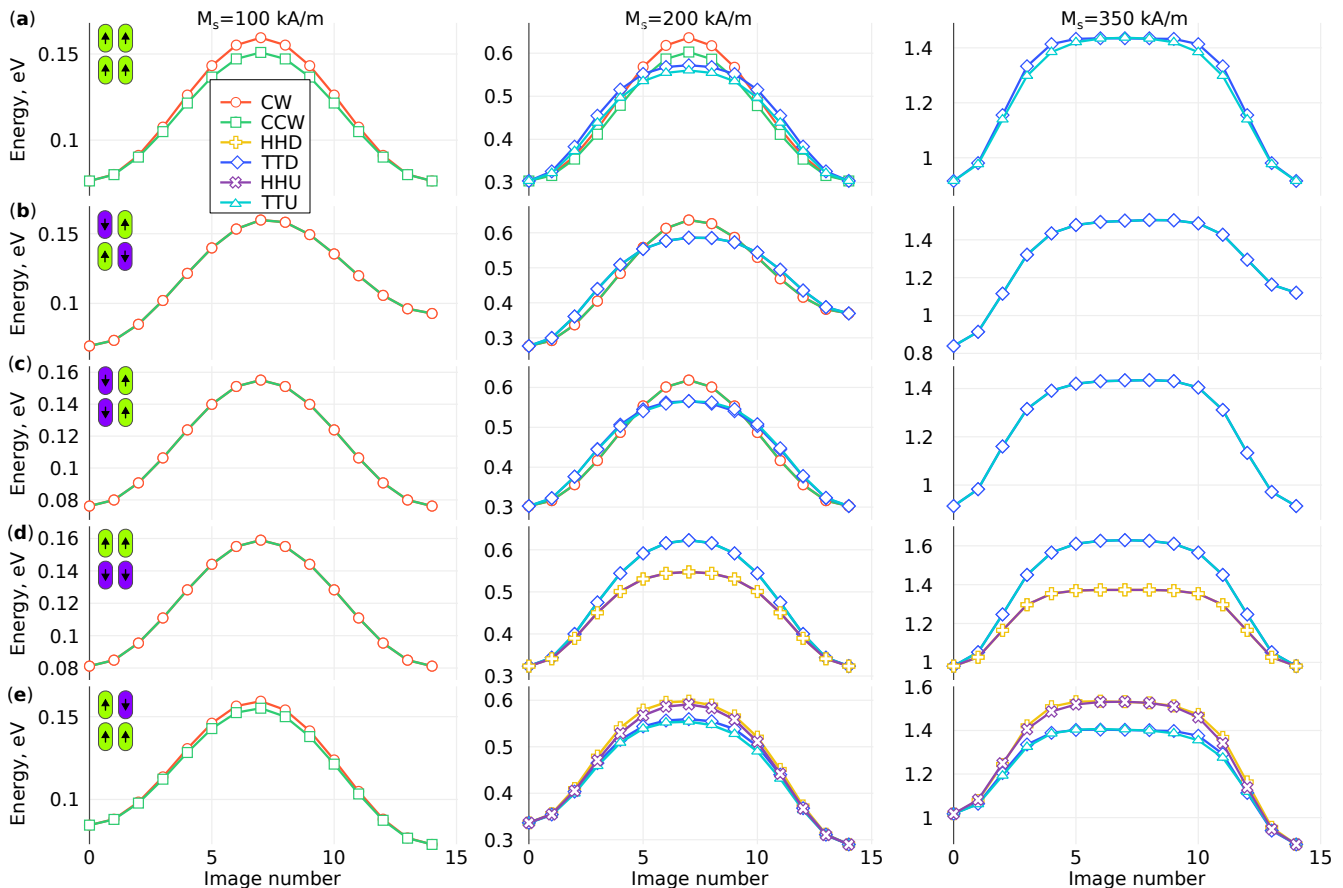 M_s=100 kA/m M_s=200 kA/m M_s=350 kA/m
(a)
Energy, eV
0.15
0.1
0.6
0.5
0.4
0.3
1.4
1.2
1
CW
CCW
HHD
TTD
HHU
TTU
(b)
Energy, eV
0.15
0.1
0.6
0.5
0.4
0.3
1.4
1.2
1
0.8
(c)
Energy, eV
0.16
0.14
0.12
0.1
0.08
0.6
0.5
0.4
0.3
1.4
1.2
1
(d)
Energy, eV
0.16
0.14
0.12
0.1
0.08
0.6
0.5
0.4
0.3
1.6
1.4
1.2
1
(e)
Energy, eV
0.15
0.1
0.6
0.5
0.4
0.3
1.6
1.4
1.2
1
0 5 10 15 0 5 10 15 0 5 10 15
Image number Image number Image number